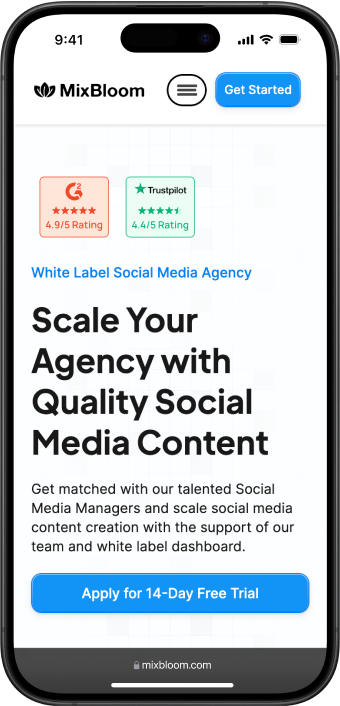 9:41
MixBloom
Get Started
G2
Trustpilot
4.9/5 Rating
4.4/5 Rating
White Label Social Media Agency
Scale Your
Agency with
Quality Social
Media Content
Get matched with our talented Social
Media Managers and scale social media
content creation with the support of our
team and white label dashboard.
Apply for 14-Day Free Trial
mixbloom.com